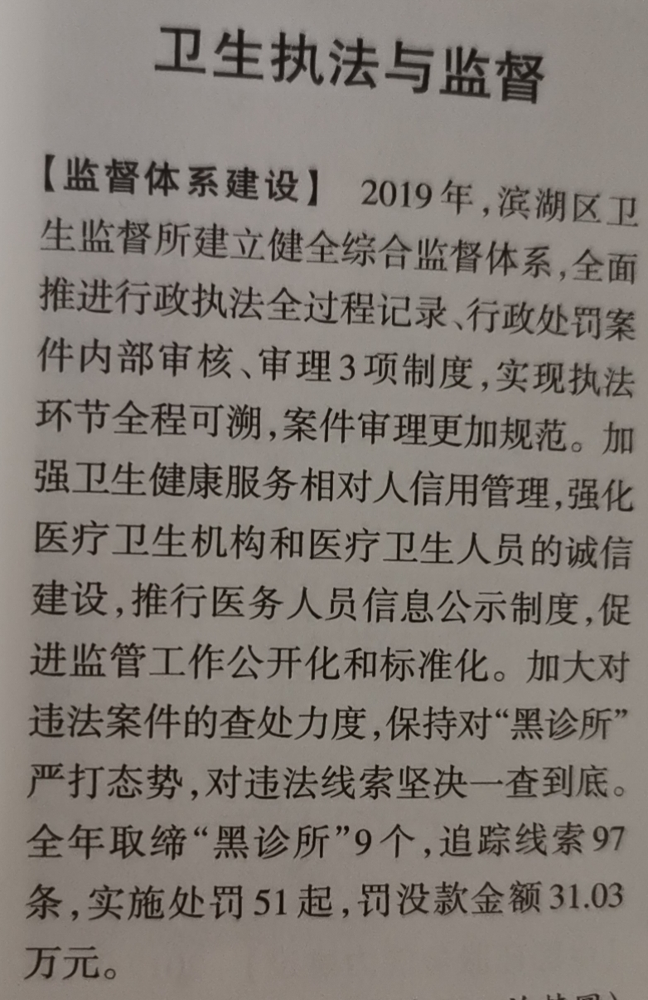 卫生执法与监督
【监督体系建设】 2019年,滨湖区卫
生监督所建立健全综合监督体系,全面
推进行政执法全过程记录、行政处罚案
件内部审核、审理3项制度,实现执法
环节全程可溯,案件审理更加规范。加
强卫生健康服务相对人信用管理,强化
医疗卫生机构和医疗卫生人员的诚信
建设,推行医务人员信息公示制度,促
进监管工作公开化和标准化。加大对
违法案件的查处力度,保持对“黑诊所”
严打态势,对违法线索坚决一查到底。
全年取缔“黑诊所”9个,追踪线索97
条,实施处罚51起,罚没款金额31.03
万元。